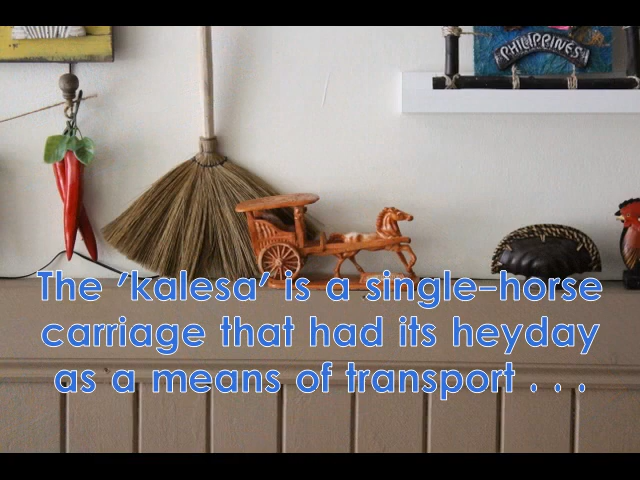 PHILIPPINES
The 'kalesa' is a single-horse
carriage that had its heyday
as a means of transport . . .